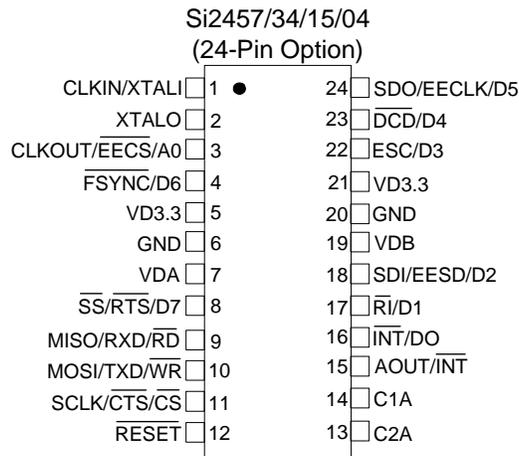 Si2457/34/15/04
(24-Pin Option)
CLKIN/XTALI 1 24 SDO/EECLK/D5
XTALO 2 23 DCD/D4
CLKOUT/EECS/A0 3 22 ESC/D3
FSYNC/D6 4 21 VD3.3
VD3.3 5 20 GND
GND 6 19 VDB
VDA 7 18 SDI/EESD/D2
SS/RTS/D7 8 17 RI/D1
MISO/RXD/RD 9 16 INT/DO
MOSI/TXD/WR 10 15 AOUT/INT
SCLK/CTS/CS 11 14 C1A
RESET 12 13 C2A